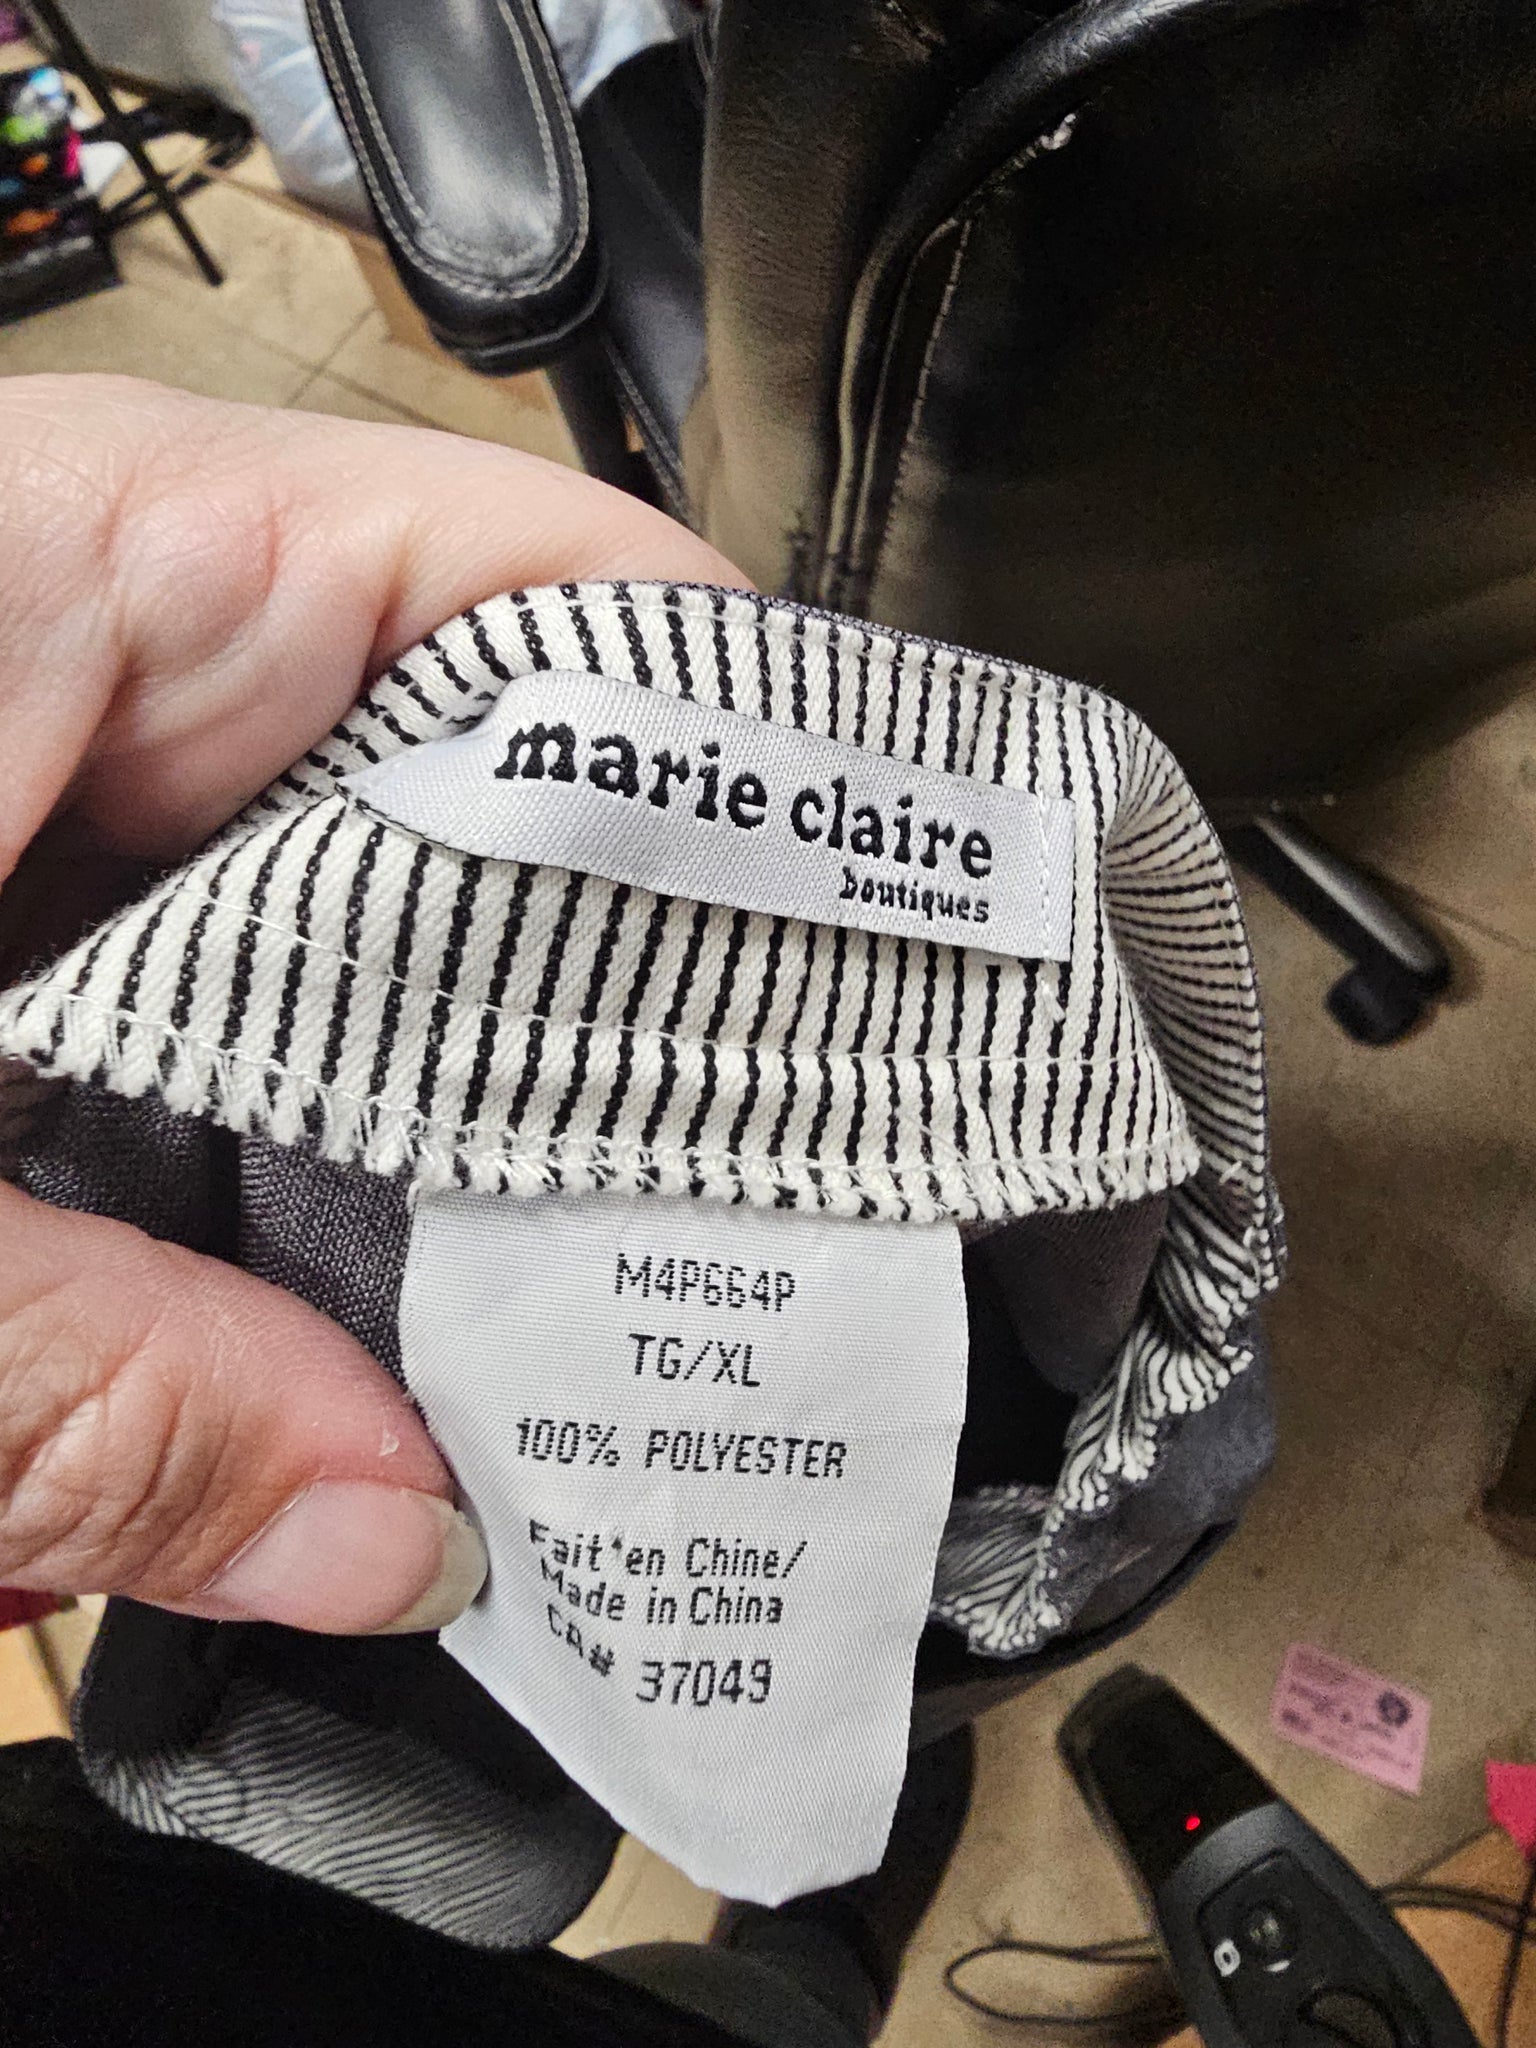 marie claire
boutiques
M4P664P
TG/XL
100% POLYESTER
Fait en Chine/
Made in China
CA# 37049